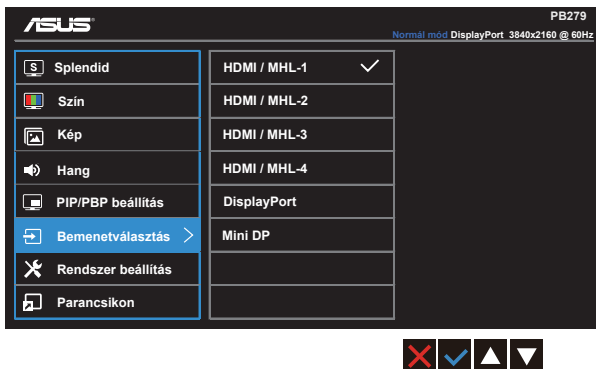 ASUS
PB279
Normál mód DisplayPort 3840x2160 @ 60Hz
S Splendid
Szín
Kép
Hang
PIP/PBP beállítás
Bemenetválasztás
Rendszer beállítás
Parancsikon
HDMI / MHL-1
HDMI / MHL-2
HDMI / MHL-3
HDMI / MHL-4
DisplayPort
Mini DP